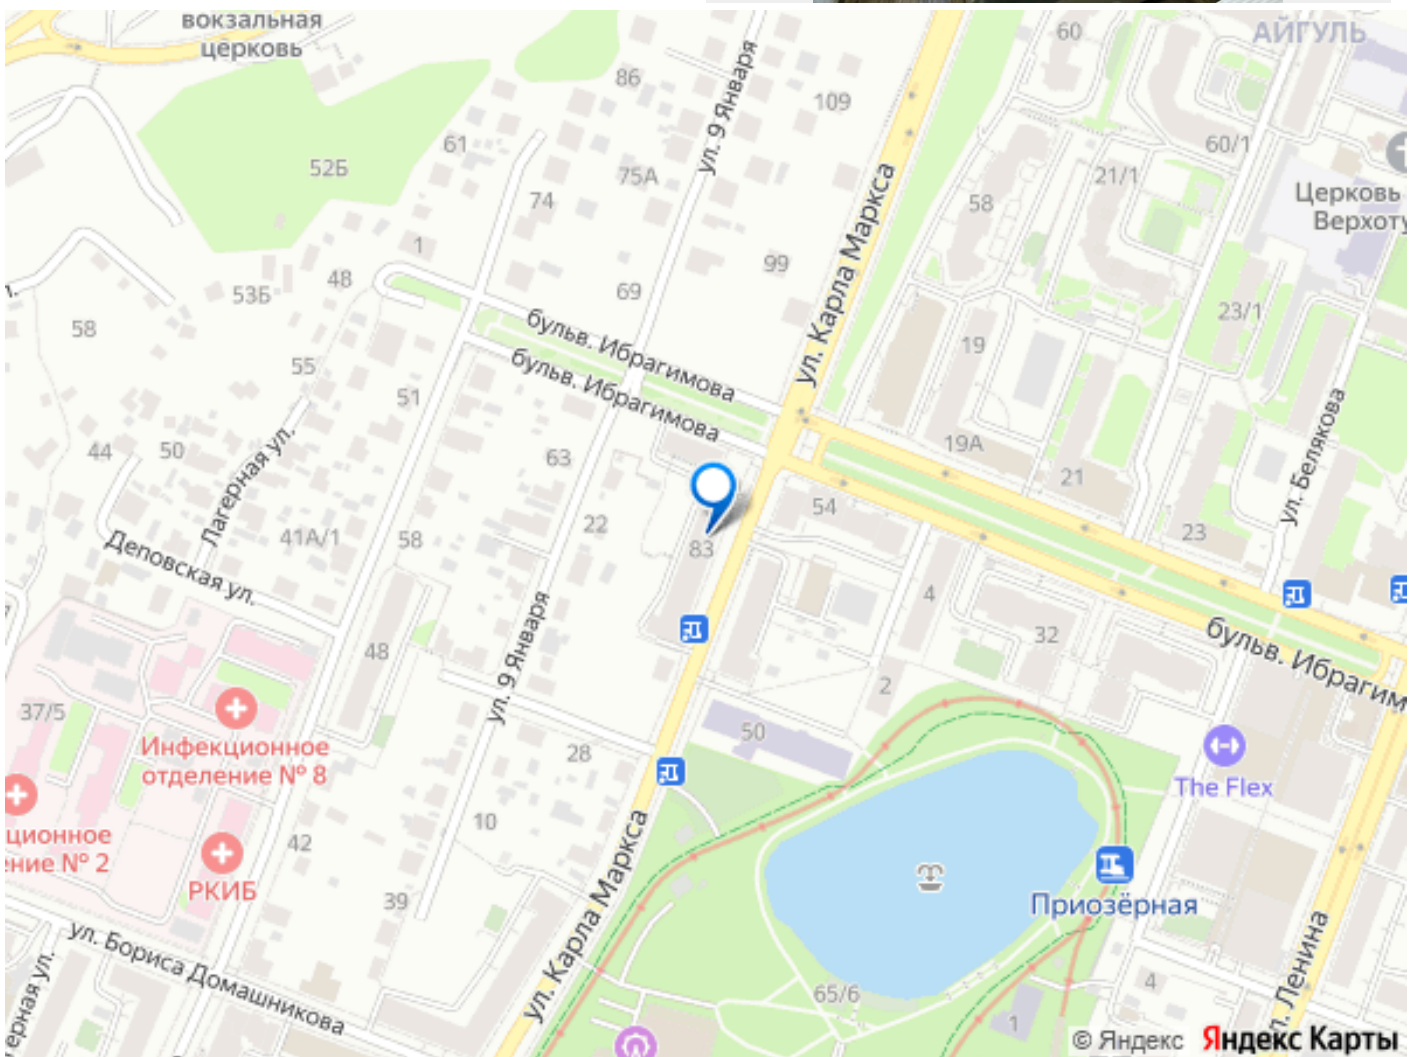 вокзальная
церковь
60
АЙГУЛЬ
86
109
ул. 9 Января
61
52Б
75А
60/1
21/1
Церковь
Верхоту
74
58
ул. Карла Маркса
1
99
48
53Б
69
23/1
58
бульв. Ибрагимова
19
55
бульв. Ибрагимова
51
ул. Белякова
44
50
63
19А
21
Лагерная ул.
54
22
23
41А/1
58
83
Деповская ул.
4
ул. 9 Января
32
бульв. Ибрагим
48
2
37/5
50
Инфекционное
отделение № 8
28
The Flex
ционное
ение № 2
10
42
РКИБ
ул. Карла Маркса
39
Приозёрная
ул. Бориса Домашникова
ерная ул.
65/6
4
л. Ленина
1
© Яндекс Яндекс Карты